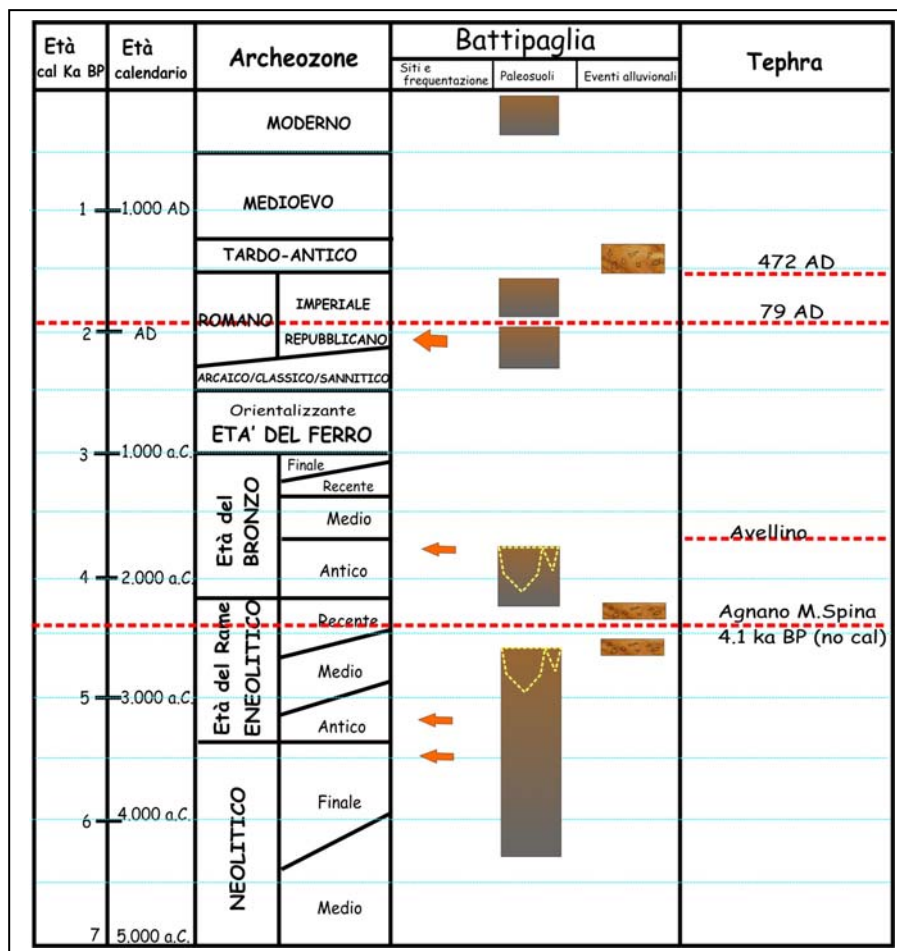 Età
cal Ka BP
Età
calendario
Archeozone
Battipaglia
Siti e
frequentazione
Paleosuoli
Eventi alluvionali
Tephra
MODERNO
MEDIOEVO
1
1.000 AD
TARDO-ANTICO
472 AD
ROMANO
IMPERIALE
79 AD
2
AD
REPUBBLICANO
ARCAICO/CLASSICO/SANNITICO
Orientalizzante
ETA' DEL FERRO
3
1.000 a.C.
Età del
BRONZO
Finale
Recente
Medio
Avellino
Antico
4
2.000 a.C.
Età del Rame
ENEOLITICO
Recente
Agnano M.Spina
4.1 ka BP (no cal)
Medio
5
3.000 a.C.
Antico
NEOLITICO
Finale
6
4.000 a.C.
Medio
7
5.000 a.C.